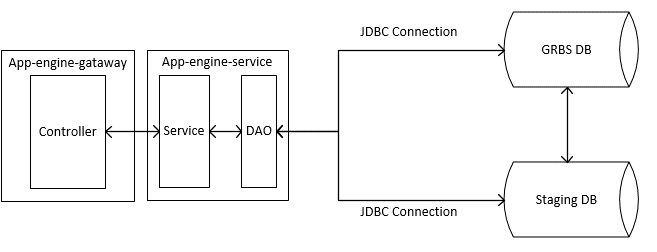 JDBC Connection
GRBS DB
App-engine-gataway
App-engine-service
Controller
Service
DAO
Staging DB
JDBC Connection